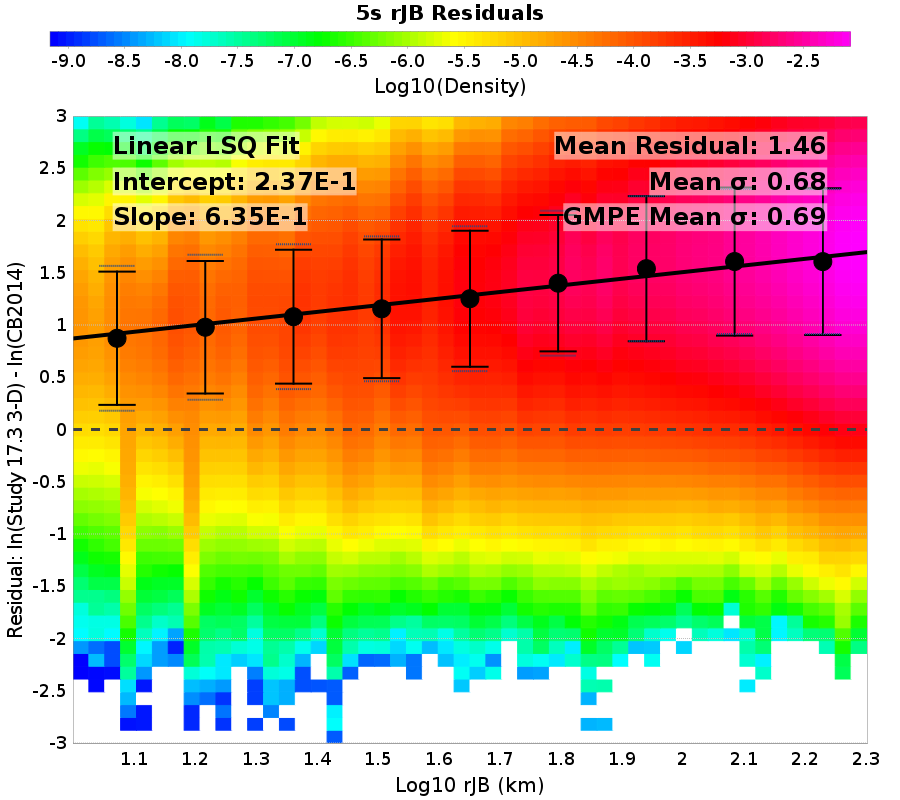 5s rJB Residuals
-9.0 -8.5 -8.0 -7.5 -7.0 -6.5 -6.0 -5.5 -5.0 -4.5 -4.0 -3.5 -3.0 -2.5
Log10(Density)
Linear LSQ Fit
Intercept: 2.37E-1
Slope: 6.35E-1
Mean Residual: 1.46
Mean σ: 0.68
GMPE Mean σ: 0.69
Residual: ln(Study 17.3 3-D) - ln(CB2014)
3
2.5
2
1.5
1
0.5
0
-0.5
-1
-1.5
-2
-2.5
-3
1.1 1.2 1.3 1.4 1.5 1.6 1.7 1.8 1.9 2 2.1 2.2 2.3
Log10 rJB (km)